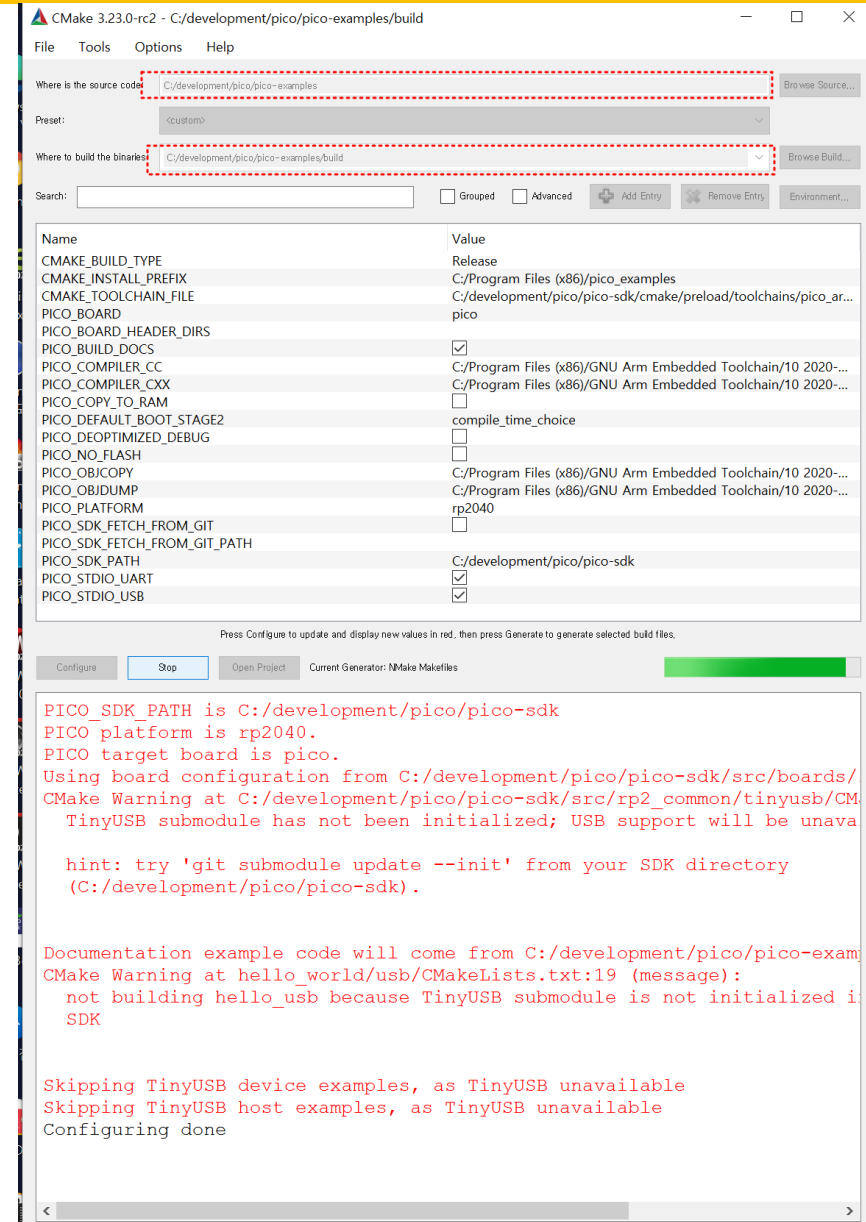 CMake 3.23.0-rc2 - C:/development/pico/pico-examples/build
File Tools Options Help
Where is the source code: C:/development/pico/pico-examples Browse Source...
Preset: <custom>
Where to build the binaries: C:/development/pico/pico-examples/build Browse Build...
Search: Grouped Advanced Add Entry Remove Entry Environment...
Name Value
CMAKE_BUILD_TYPE Release
CMAKE_INSTALL_PREFIX C:/Program Files (x86)/pico_examples
CMAKE_TOOLCHAIN_FILE C:/development/pico/pico-sdk/cmake/preload/toolchains/pico_ar...
PICO_BOARD pico
PICO_BOARD_HEADER_DIRS
PICO_BUILD_DOCS
PICO_COMPILER_CC C:/Program Files (x86)/GNU Arm Embedded Toolchain/10 2020-...
PICO_COMPILER_CXX C:/Program Files (x86)/GNU Arm Embedded Toolchain/10 2020-...
PICO_COPY_TO_RAM
PICO_DEFAULT_BOOT_STAGE2 compile_time_choice
PICO_DEOPTIMIZED_DEBUG
PICO_NO_FLASH
PICO_OBJCOPY C:/Program Files (x86)/GNU Arm Embedded Toolchain/10 2020-...
PICO_OBJDUMP C:/Program Files (x86)/GNU Arm Embedded Toolchain/10 2020-...
PICO_PLATFORM rp2040
PICO_SDK_FETCH_FROM_GIT
PICO_SDK_FETCH_FROM_GIT_PATH
PICO_SDK_PATH C:/development/pico/pico-sdk
PICO_STDIO_UART
PICO_STDIO_USB
Press Configure to update and display new values in red, then press Generate to generate selected build files.
Configure Stop Open Project Current Generator: NMake Makefiles
PICO_SDK_PATH is C:/development/pico/pico-sdk
PICO platform is rp2040.
PICO target board is pico.
Using board configuration from C:/development/pico/pico-sdk/src/boards/
CMake Warning at C:/development/pico/pico-sdk/src/rp2_common/tinyusb/CM
TinyUSB submodule has not been initialized; USB support will be unava
hint: try 'git submodule update --init' from your SDK directory
(C:/development/pico/pico-sdk).
Documentation example code will come from C:/development/pico/pico-exam
CMake Warning at hello_world/usb/CMakeLists.txt:19 (message):
not building hello_usb because TinyUSB submodule is not initialized i
SDK
Skipping TinyUSB device examples, as TinyUSB unavailable
Skipping TinyUSB host examples, as TinyUSB unavailable
Configuring done